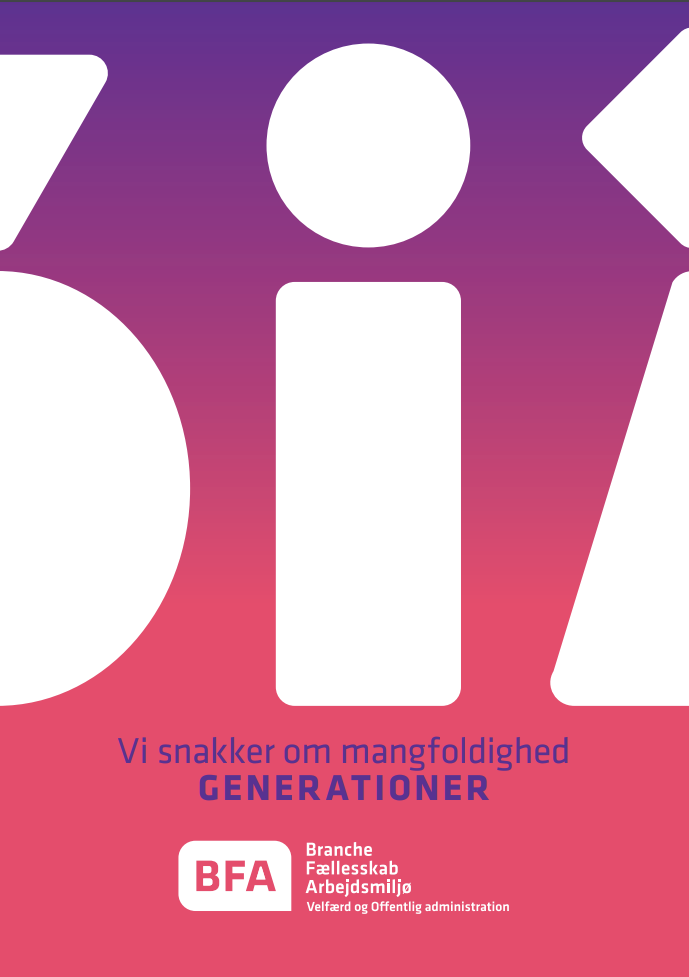 Vi snakker om mangfoldighed
GENERATIONER
BFA
Branche
Fællesskab
Arbejdsmiljø
Velfærd og Offentlig administration